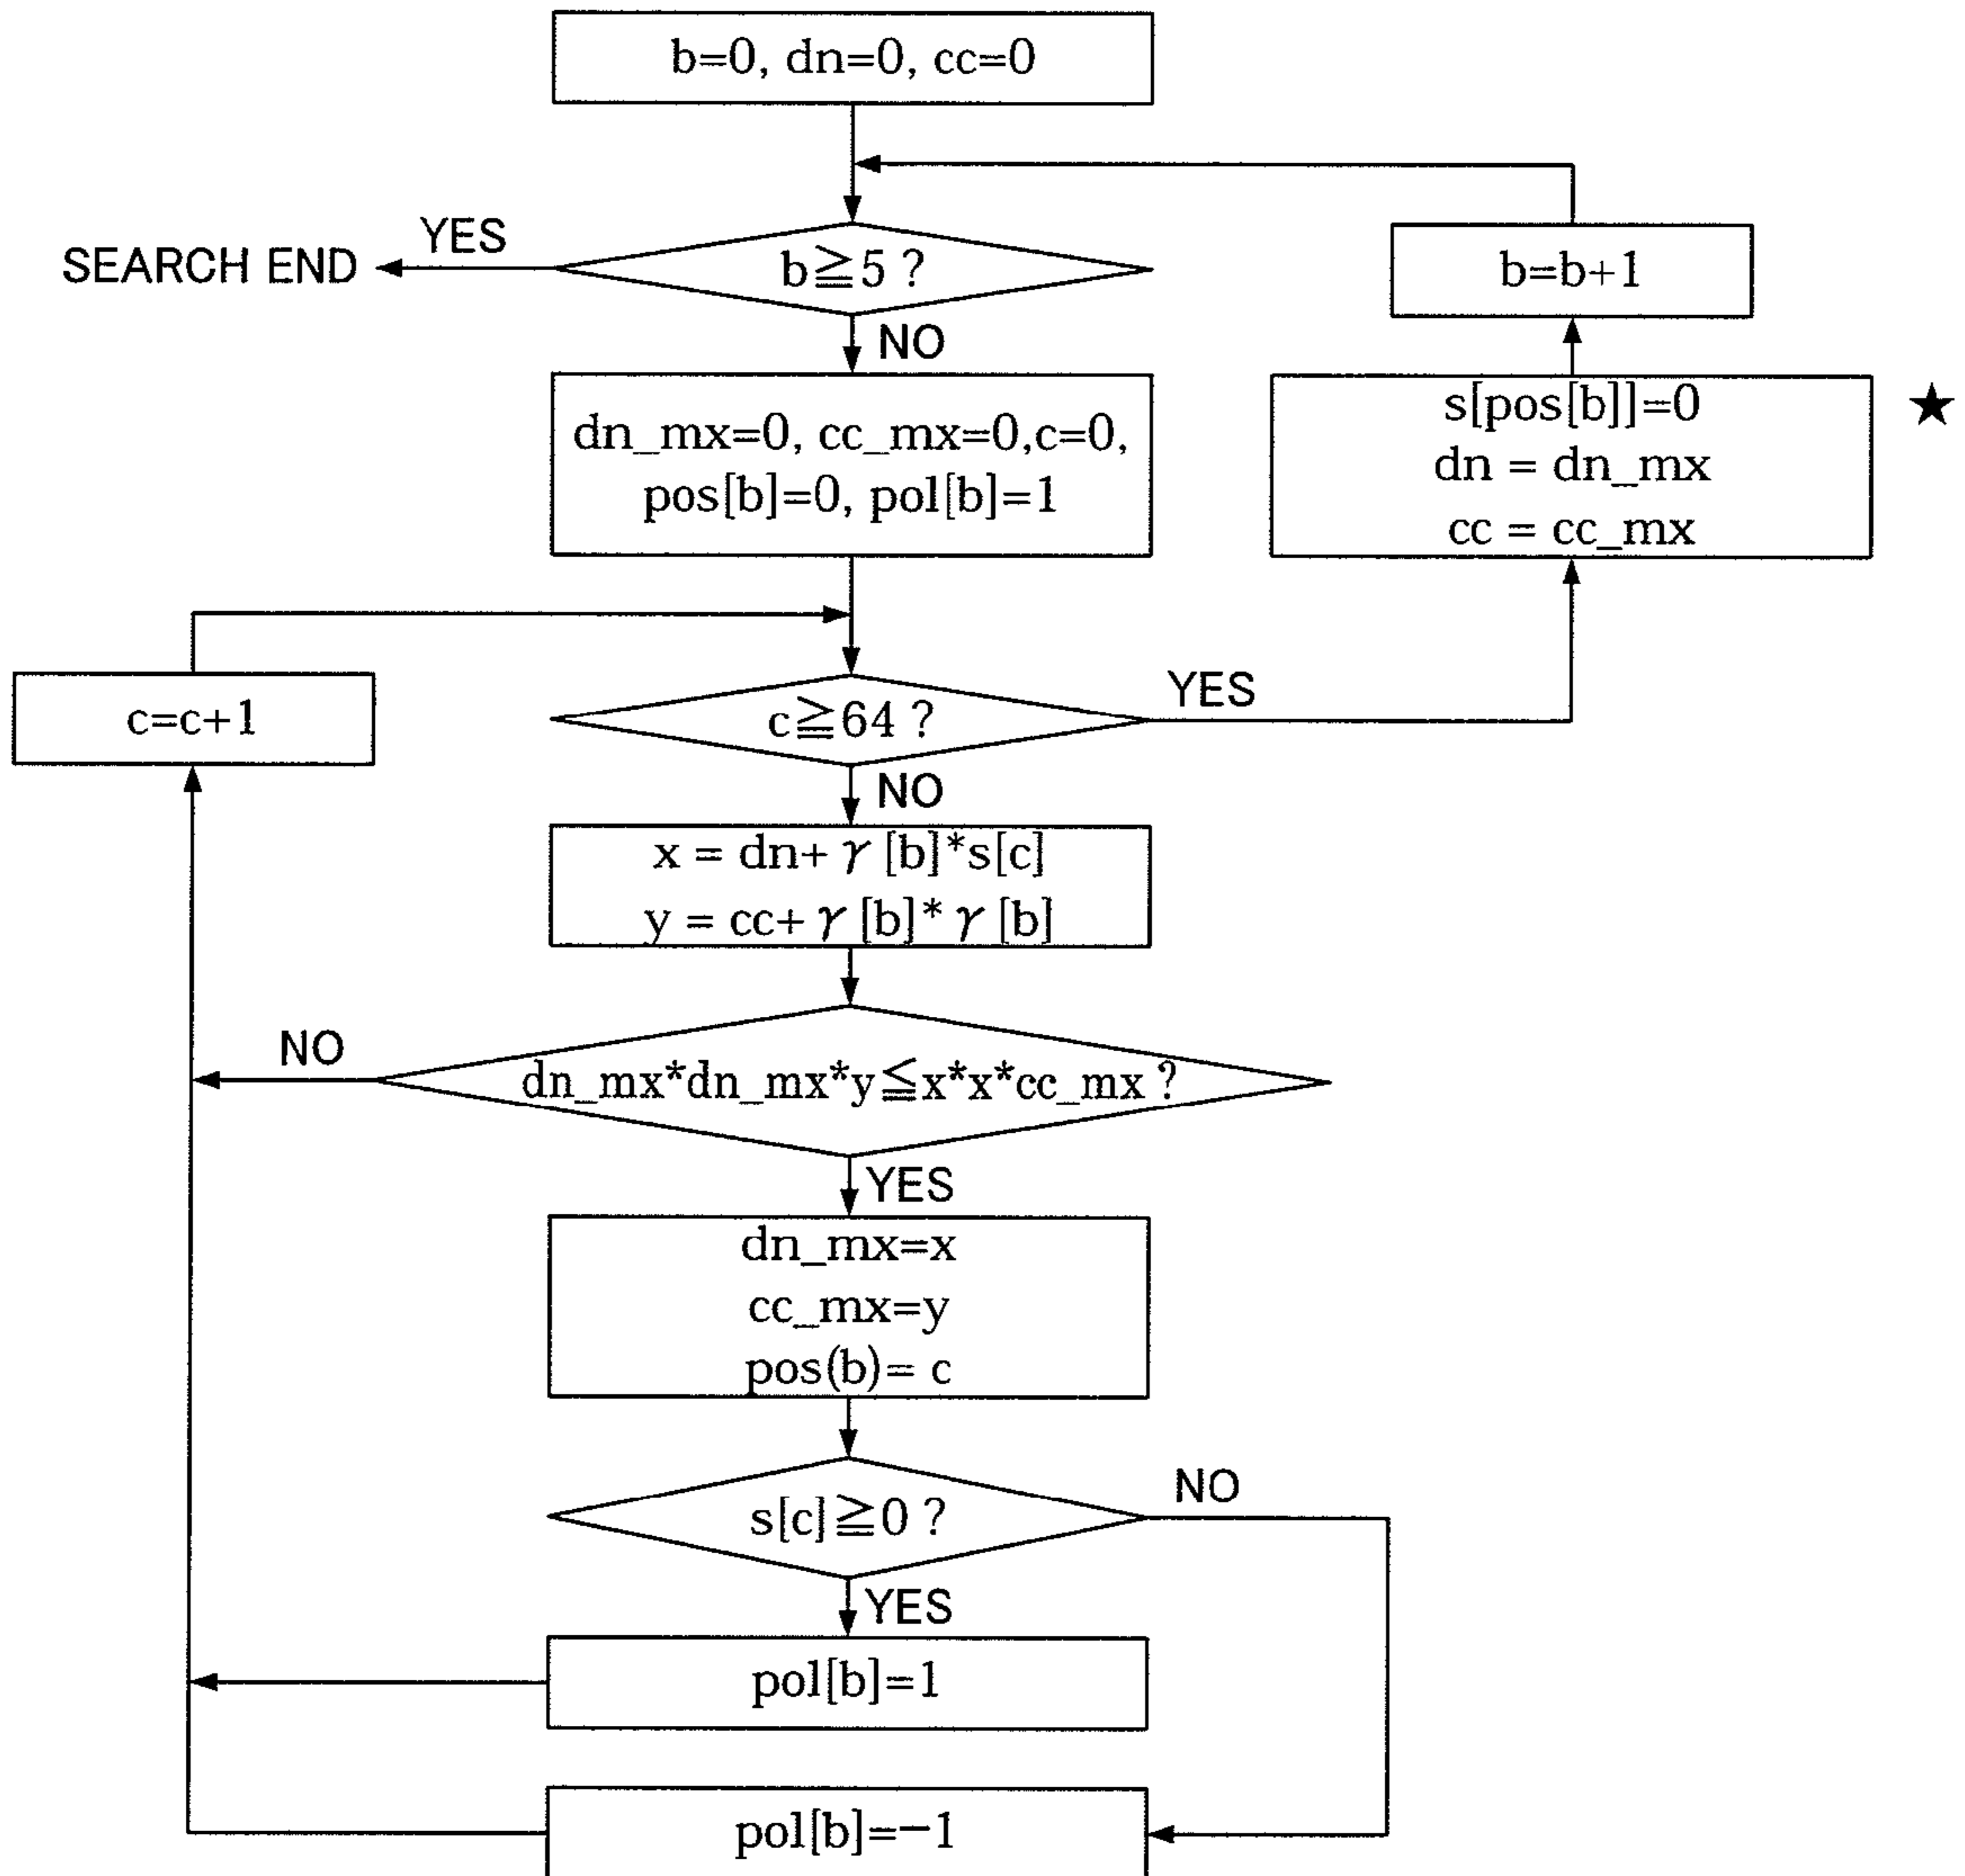 b=0, dn=0, cc=0
YES
SEARCH END
b≧5 ?
b=b+1
NO
dn_mx=0, cc_mx=0,c=0,
pos[b]=0, pol[b]=1
s[pos[b]]=0
dn = dn_mx
cc = cc_mx
★
c=c+1
c≧64 ?
YES
NO
x = dn+ γ [b]*s[c]
y = cc+ γ [b]* γ [b]
NO
dn_mx*dn_mx*y≦x*x*cc_mx ?
YES
dn_mx=x
cc_mx=y
pos(b)= c
s[c]≧0 ?
NO
YES
pol[b]=1
pol[b]=−1